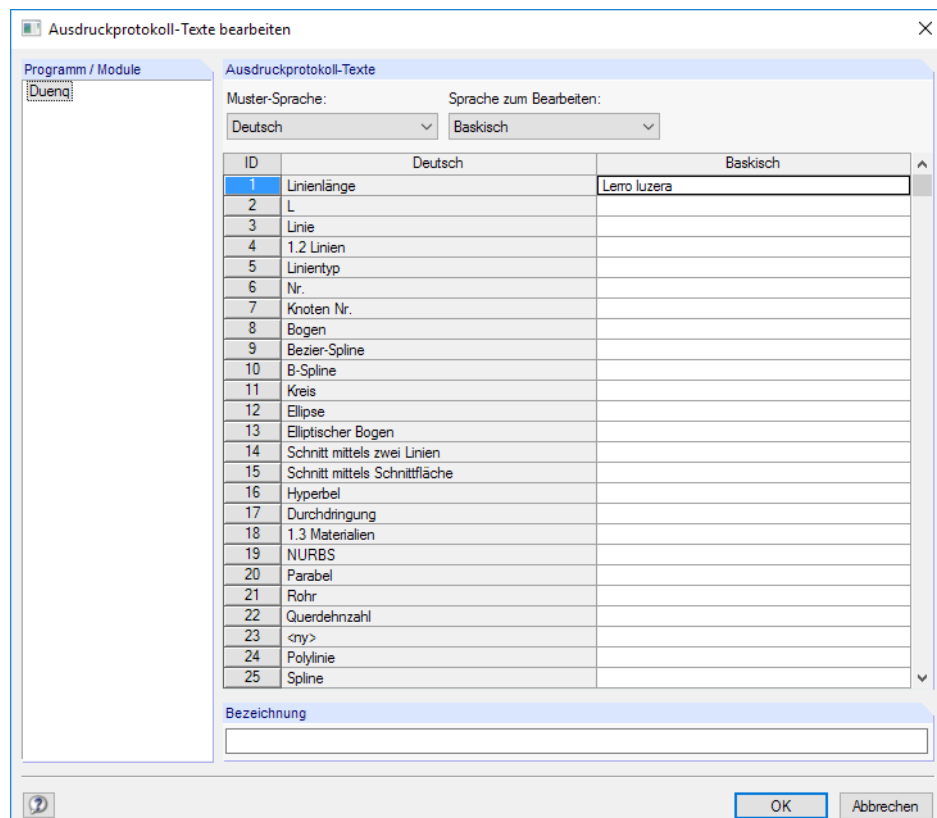 Ausdruckprotokoll-Texte bearbeiten
Programm / Module
Duenq
Ausdruckprotokoll-Texte
Muster-Sprache: Sprache zum Bearbeiten:
Deutsch Baskisch
ID Deutsch Baskisch
1 Linienlänge Lerro luzera
2 L
3 Linie
4 1.2 Linien
5 Linientyp
6 Nr.
7 Knoten Nr.
8 Bogen
9 Bezier-Spline
10 B-Spline
11 Kreis
12 Ellipse
13 Elliptischer Bogen
14 Schnitt mittels zwei Linien
15 Schnitt mittels Schnittfläche
16 Hyperbel
17 Durchdringung
18 1.3 Materialien
19 NURBS
20 Parabel
21 Rohr
22 Querdehnzahl
23 <ny>
24 Polylinie
25 Spline
Bezeichnung
OK Abbrechen